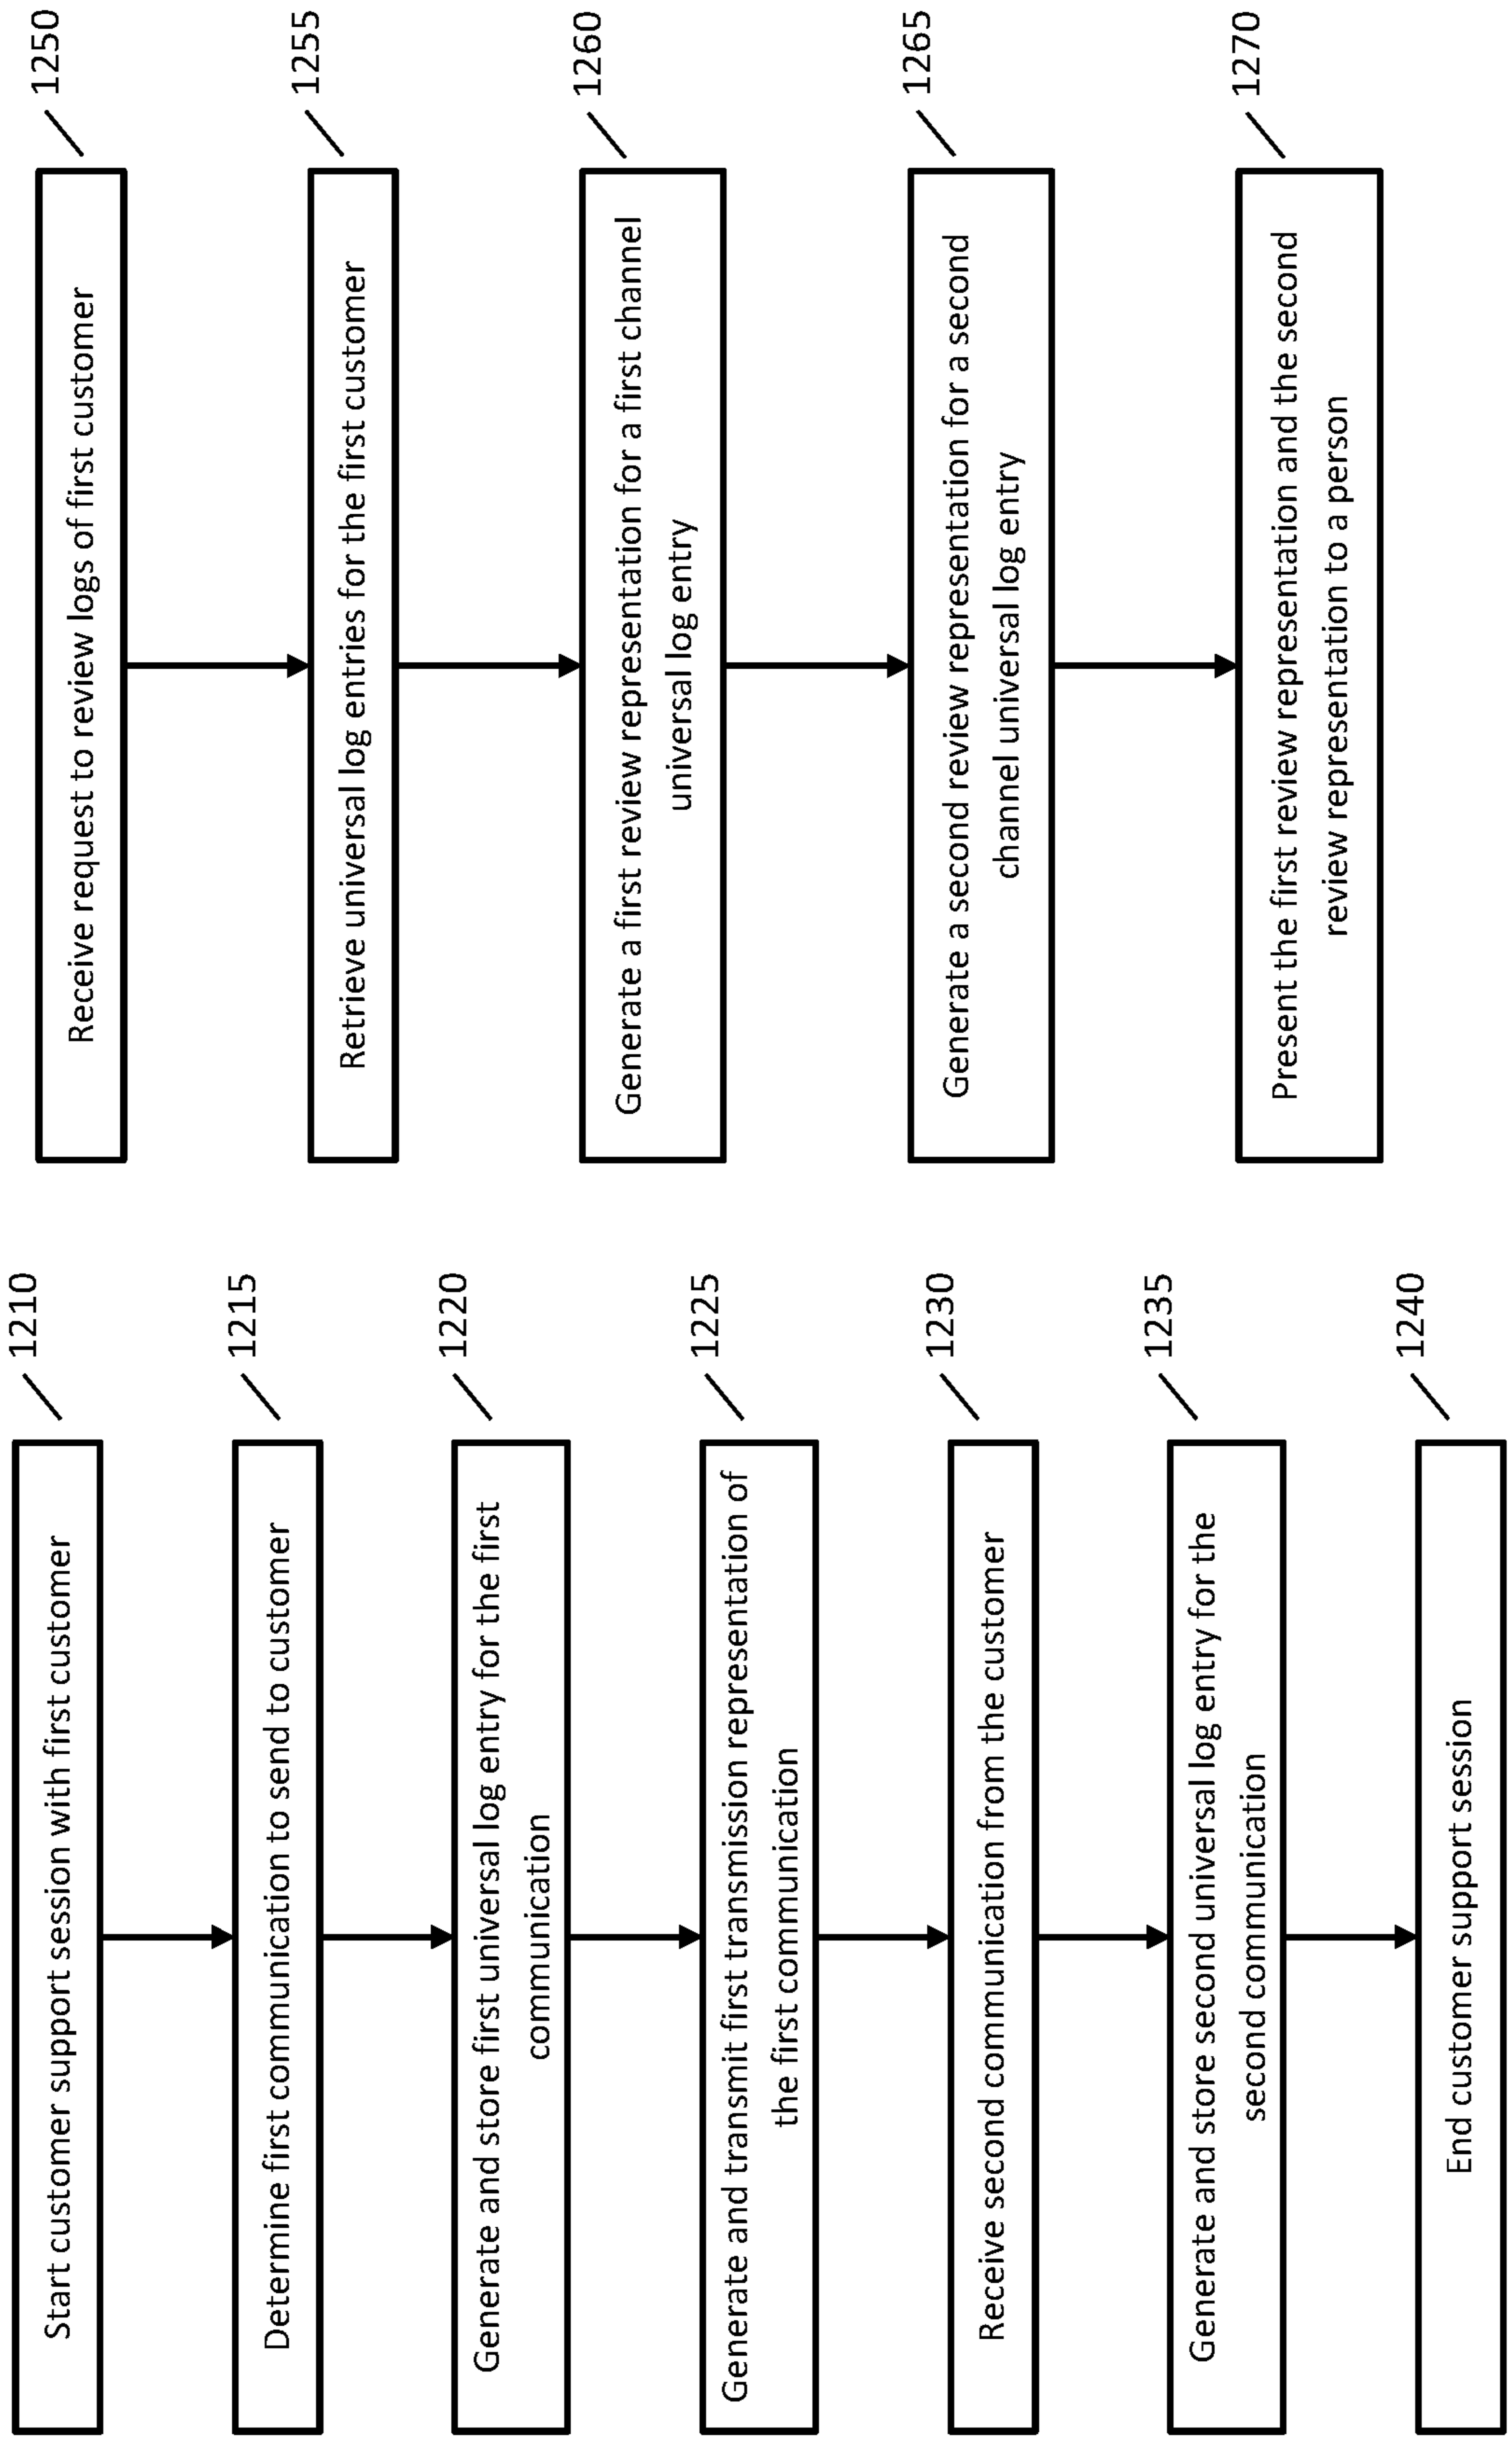 Start customer support session with first customer
1210
Determine first communication to send to customer
1215
Generate and store first universal log entry for the first
communication
1220
Generate and transmit first transmission representation of
the first communication
1225
Receive second communication from the customer
1230
Generate and store second universal log entry for the
second communication
1235
End customer support session
1240
Receive request to review logs of first customer
1250
Retrieve universal log entries for the first customer
1255
Generate a first review representation for a first channel
universal log entry
1260
Generate a second review representation for a second
channel universal log entry
1265
Present the first review representation and the second
review representation to a person
1270